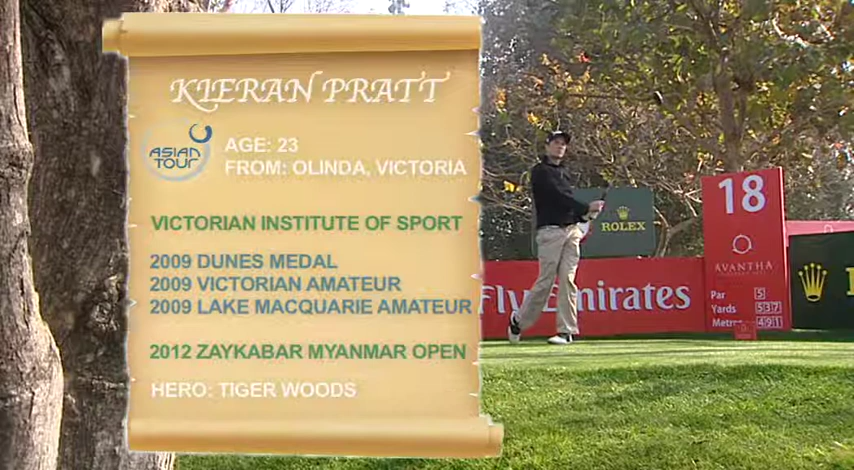 KIERAN PRATT
ASIAN TOUR
AGE: 23
FROM: OLINDA, VICTORIA
VICTORIAN INSTITUTE OF SPORT
2009 DUNES MEDAL
2009 VICTORIAN AMATEUR
2009 LAKE MACQUARIE AMATEUR
2012 ZAYKABAR MYANMAR OPEN
HERO: TIGER WOODS
ROLEX
Fly Emirates
18
AVANTHA
Par 5
Yards 537
Metres 491